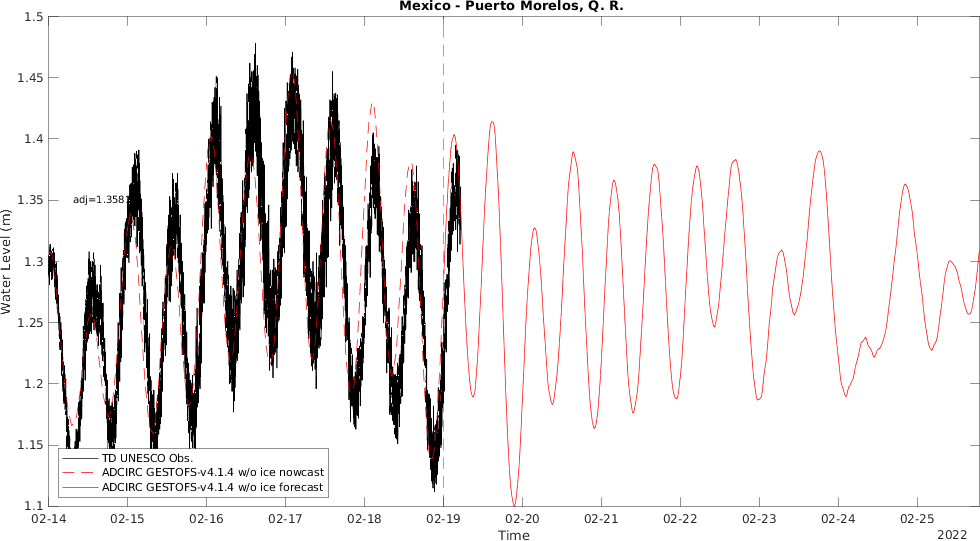 Mexico - Puerto Morelos, Q. R.
1.5
1.45
1.4
1.35
1.3
1.25
1.2
1.15
1.1
Water Level (m)
adj=1.3581
TD UNESCO Obs.
ADCIRC GESTOFS-v4.1.4 w/o ice nowcast
ADCIRC GESTOFS-v4.1.4 w/o ice forecast
02-14 02-15 02-16 02-17 02-18 02-19 02-20 02-21 02-22 02-23 02-24 02-25
Time
2022